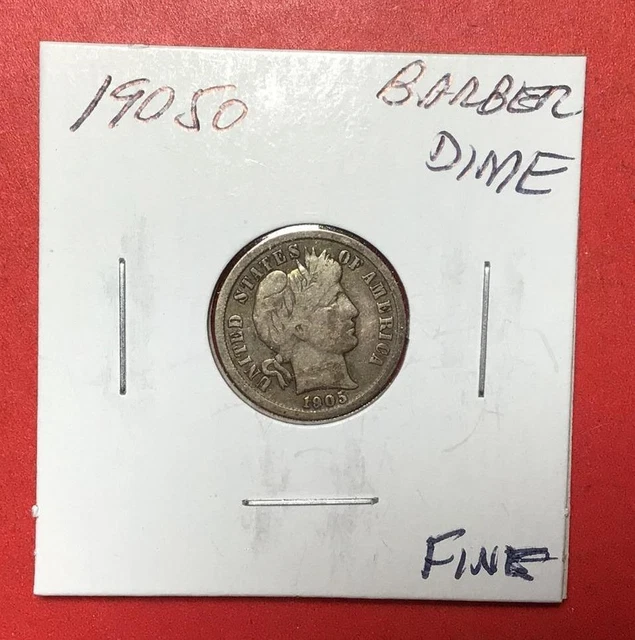 1905O
BARBER
DIME
UNITED STATES OF AMERICA
1905
FINE